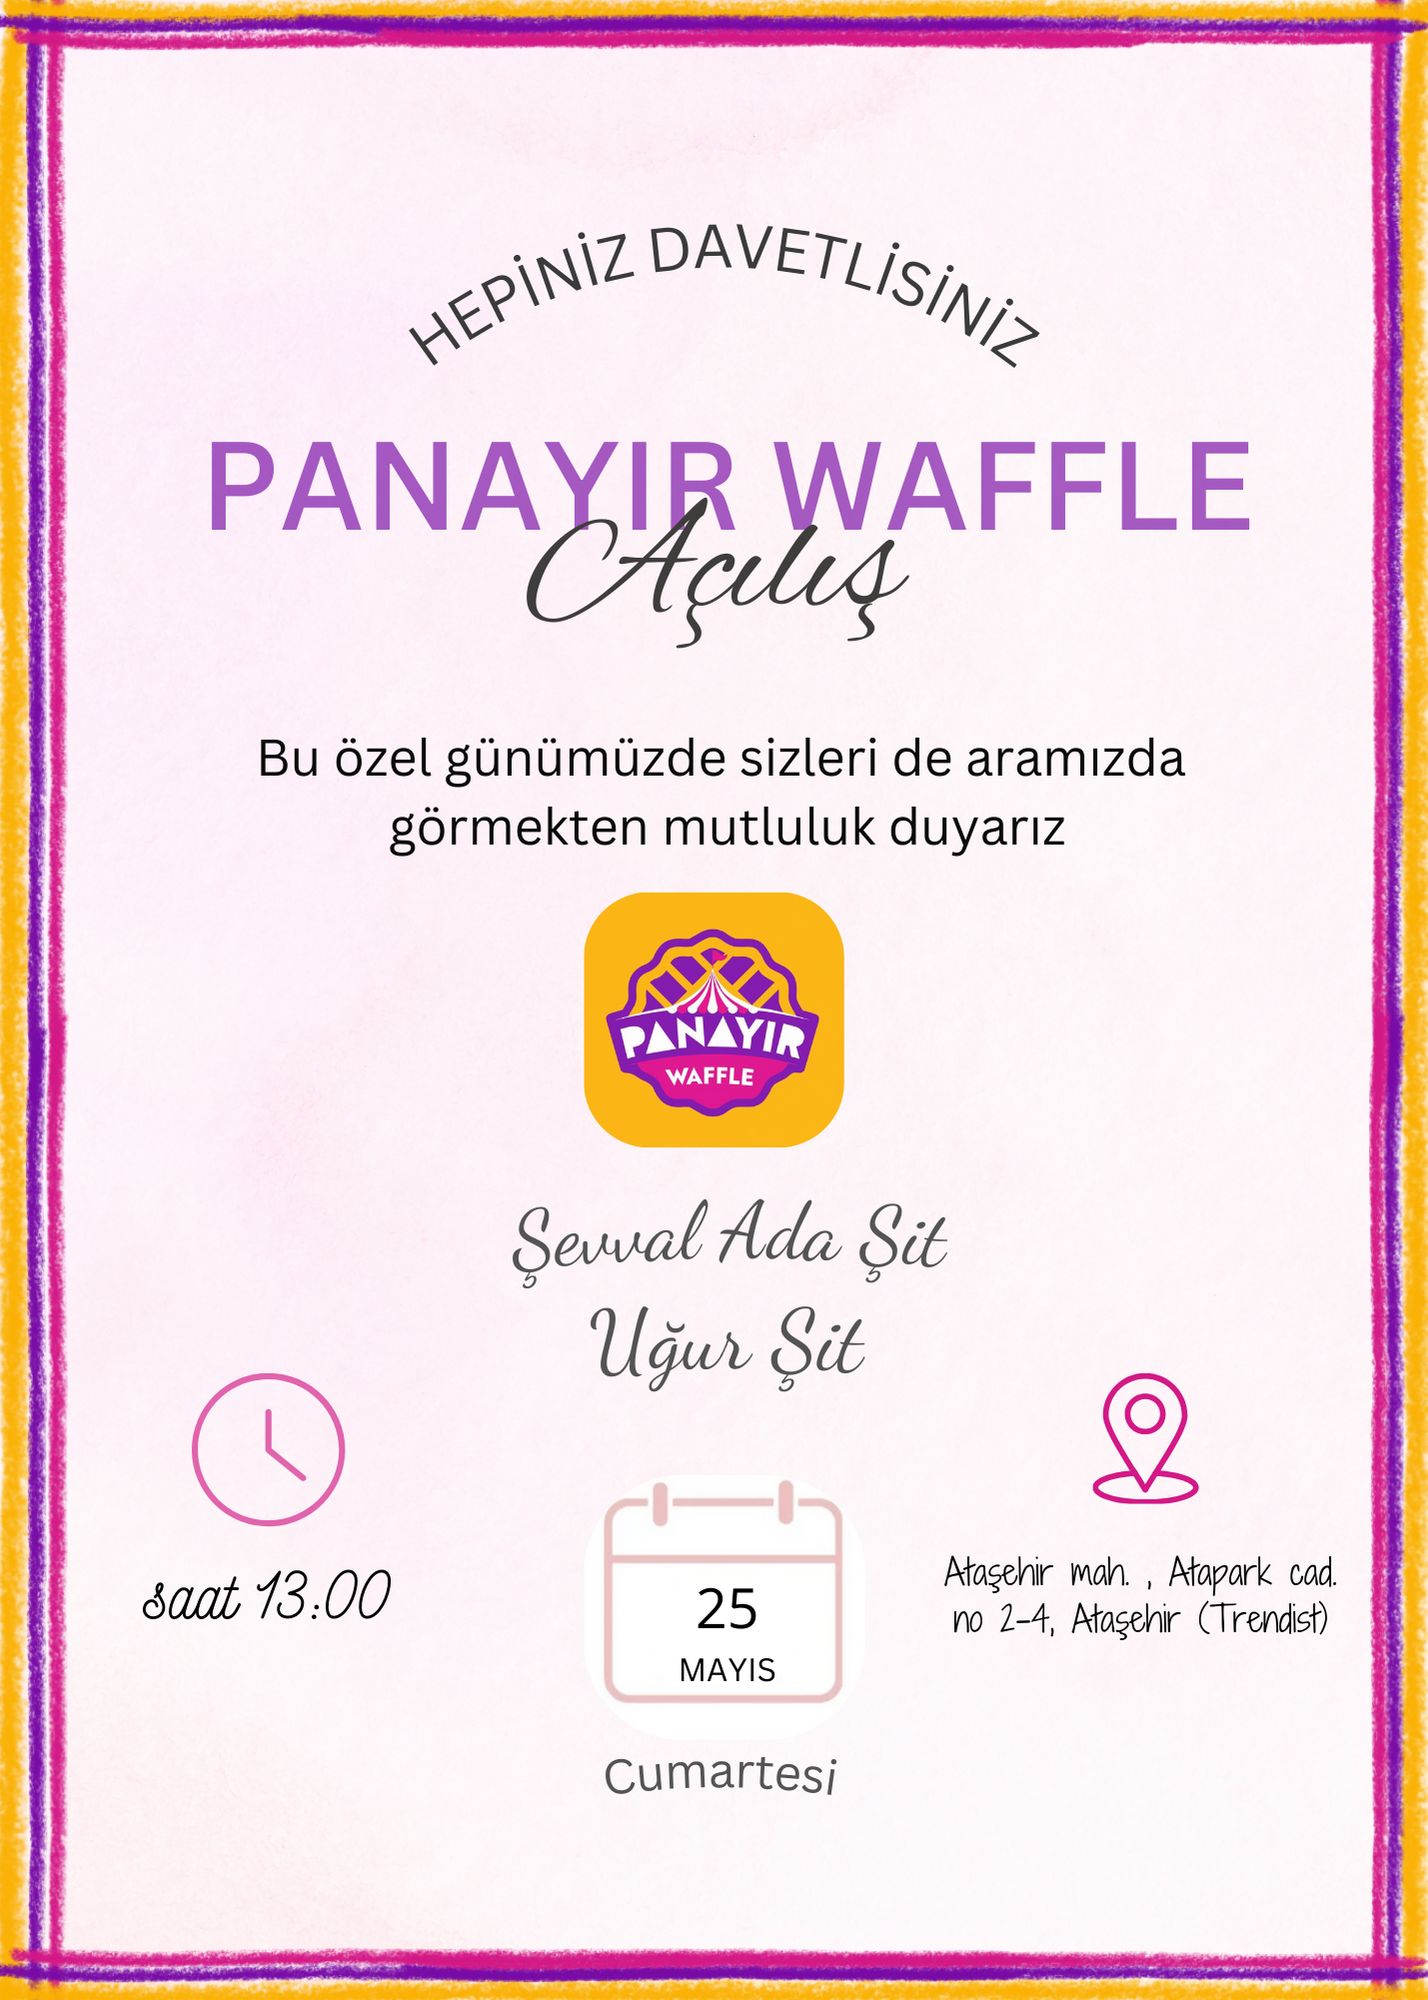 HEPİNİZ DAVETLİSİNİZ
PANAYIR WAFFLE
Açılış
Bu özel günümüzde sizleri de aramızda
görmekten mutluluk duyarız
PANAYIR
WAFFLE
Şevval Ada Şit
Uğur Şit
saat 13:00
25
MAYIS
Cumartesi
Ataşehir mah. , Atapark cad.
no 2-4, Ataşehir (Trendist)